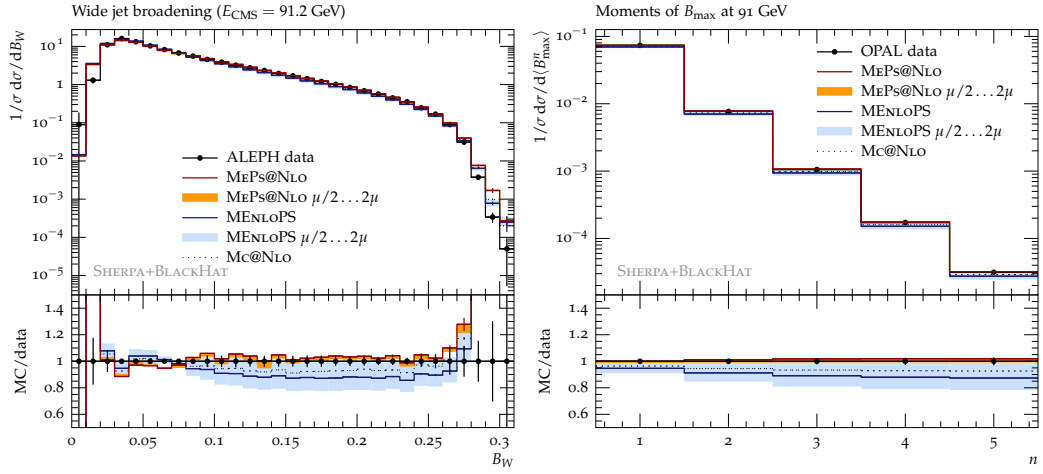 Wide jet broadening (E_CMS = 91.2 GeV)
1/σ dσ/dB_W
10^1
1
10^−1
10^−2
10^−3
10^−4
10^−5
ALEPH data
MEPS@NLO
MEPS@NLO μ/2...2μ
MENLOPS
MENLOPS μ/2...2μ
MC@NLO
SHERPA+BLACKHAT
MC/data
1.4
1.2
1
0.8
0.6
0 0.05 0.1 0.15 0.2 0.25 0.3
B_W
Moments of B_max at 91 GeV
1/σ dσ/d⟨B^n_max⟩
10^−1
10^−2
10^−3
10^−4
OPAL data
MEPS@NLO
MEPS@NLO μ/2...2μ
MENLOPS
MENLOPS μ/2...2μ
MC@NLO
SHERPA+BLACKHAT
MC/data
1.4
1.2
1
0.8
0.6
1 2 3 4 5
n